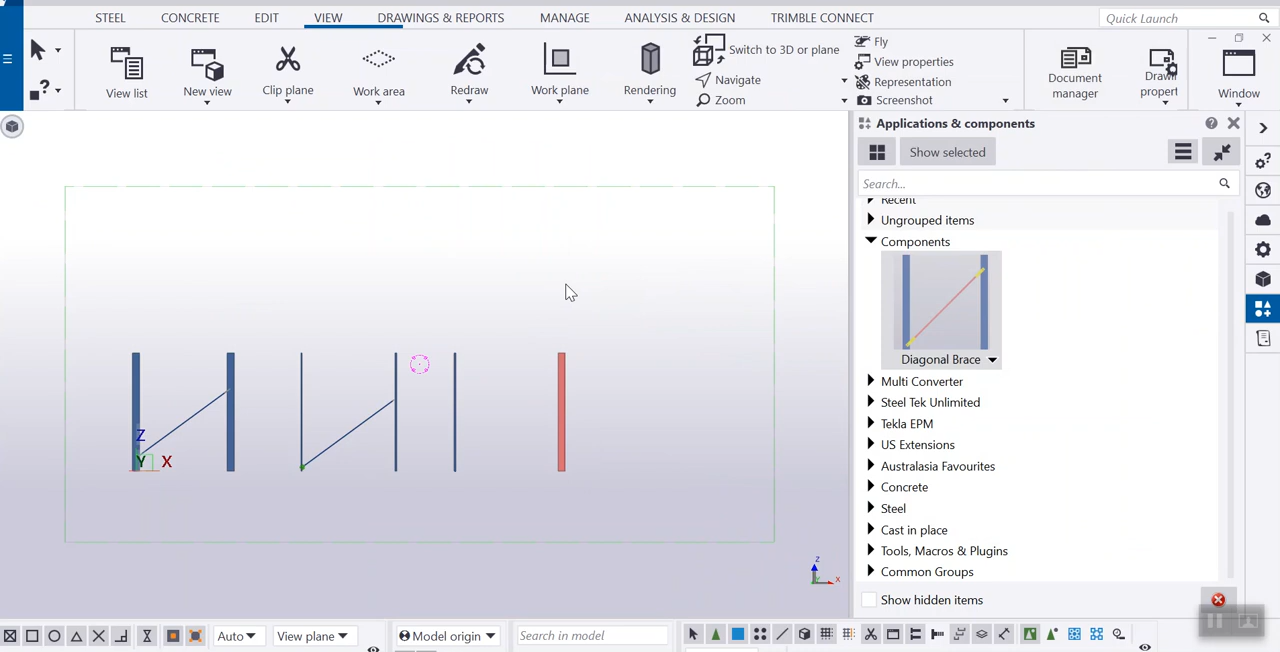 STEEL CONCRETE EDIT VIEW DRAWINGS & REPORTS MANAGE ANALYSIS & DESIGN TRIMBLE CONNECT Quick Launch
View list
New view
Clip plane
Work area
Redraw
Work plane
Rendering
Switch to 3D or plane
Navigate
Zoom
Fly
View properties
Representation
Screenshot
Document
manager
Window
Applications & components
Show selected
Search...
Recent
Ungrouped items
Components
Diagonal Brace
Multi Converter
Steel Tek Unlimited
Tekla EPM
US Extensions
Australasia Favourites
Concrete
Steel
Cast in place
Tools, Macros & Plugins
Common Groups
Show hidden items
Z
Y X
z
x
Auto
View plane
Model origin
Search in model